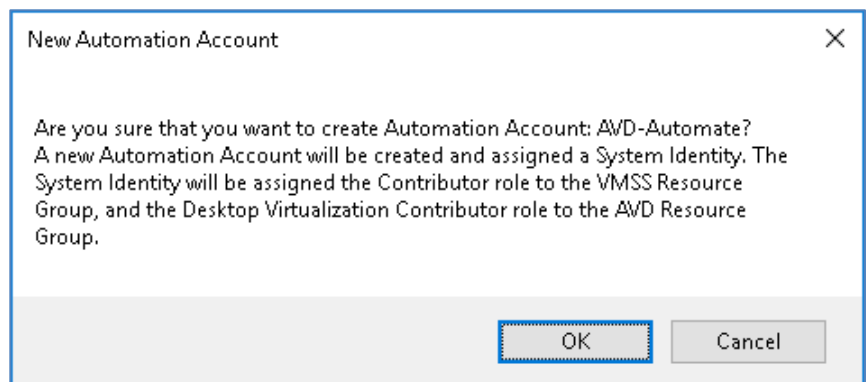 New Automation Account
Are you sure that you want to create Automation Account: AVD-Automate?
A new Automation Account will be created and assigned a System Identity. The
System Identity will be assigned the Contributor role to the VMSS Resource
Group, and the Desktop Virtualization Contributor role to the AVD Resource
Group.
OK Cancel